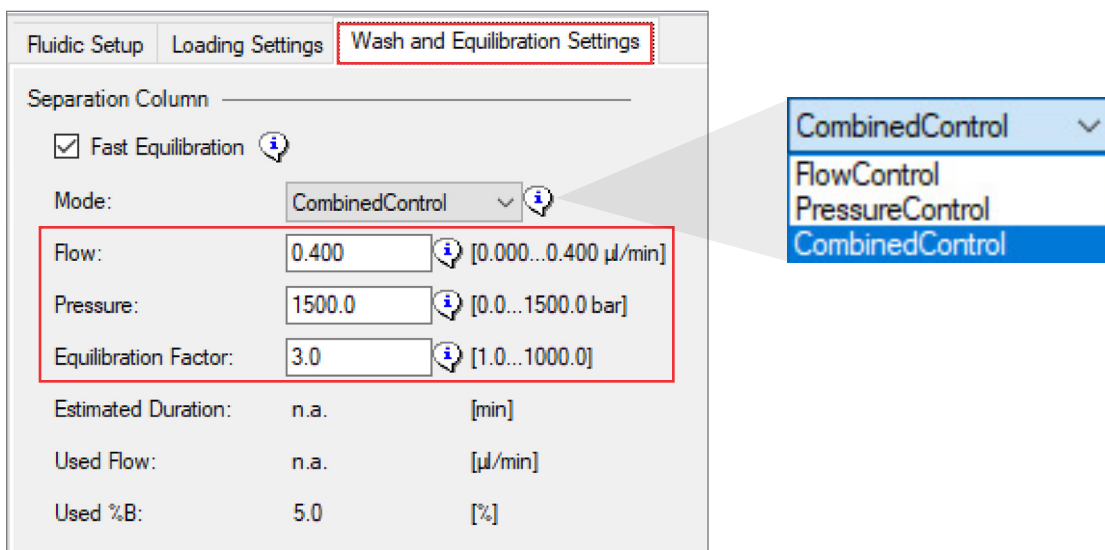 Fluidic Setup Loading Settings Wash and Equilibration Settings
Separation Column
Fast Equilibration
Mode: CombinedControl
Flow: 0.400 [0.000...0.400 µl/min]
Pressure: 1500.0 [0.0...1500.0 bar]
Equilibration Factor: 3.0 [1.0...1000.0]
Estimated Duration: n.a. [min]
Used Flow: n.a. [µl/min]
Used %B: 5.0 [%]
CombinedControl
FlowControl
PressureControl
CombinedControl